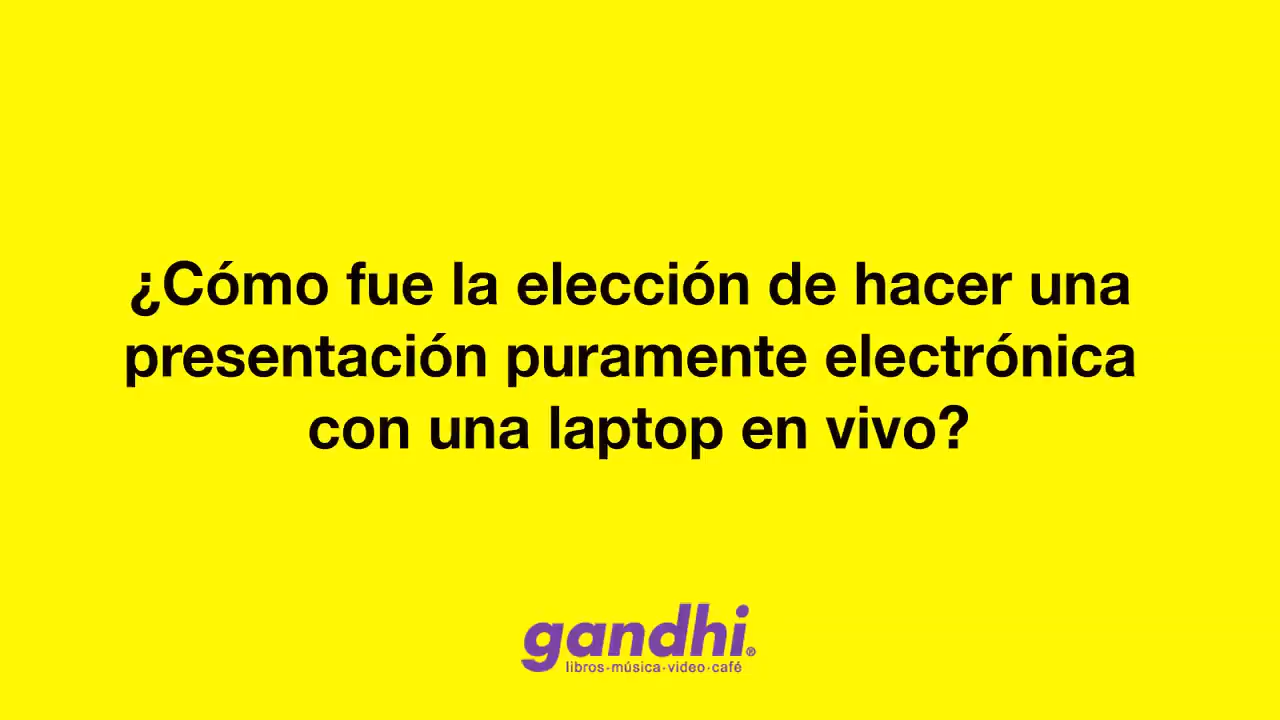 ¿Cómo fue la elección de hacer una
presentación puramente electrónica
con una laptop en vivo?
gandhi®
libros·música·video·café